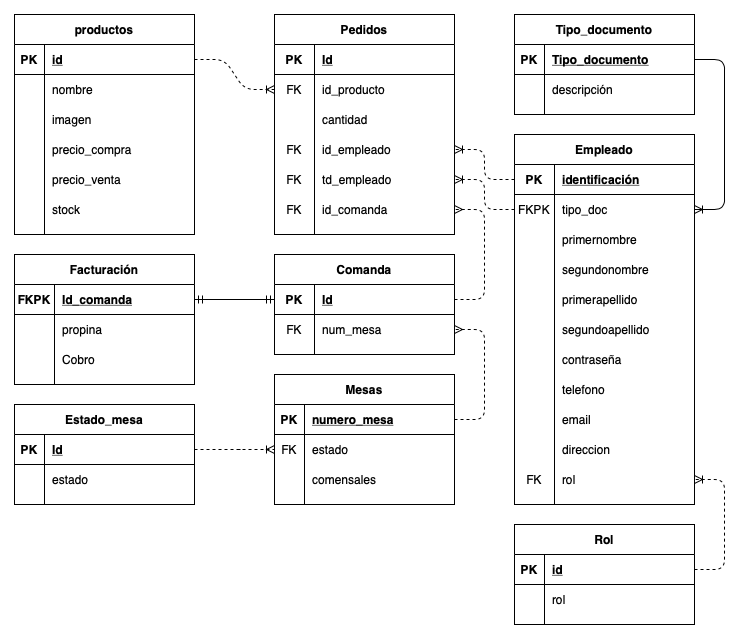 productos
PK id
nombre
imagen
precio_compra
precio_venta
stock
Pedidos
PK Id
FK id_producto
cantidad
FK id_empleado
FK td_empleado
FK id_comanda
Tipo_documento
PK Tipo_documento
descripción
Empleado
PK identificación
FKPK tipo_doc
primernombre
segundonombre
primerapellido
segundoapellido
contraseña
telefono
email
direccion
FK rol
Facturación
FKPK Id_comanda
propina
Cobro
Comanda
PK Id
FK num_mesa
Estado_mesa
PK Id
estado
Mesas
PK numero_mesa
FK estado
comensales
Rol
PK id
rol